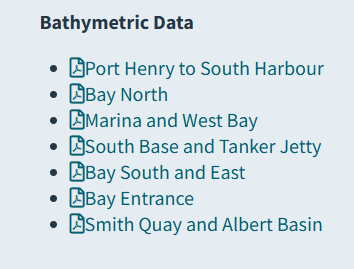 Bathymetric Data
Port Henry to South Harbour
Bay North
Marina and West Bay
South Base and Tanker Jetty
Bay South and East
Bay Entrance
Smith Quay and Albert Basin